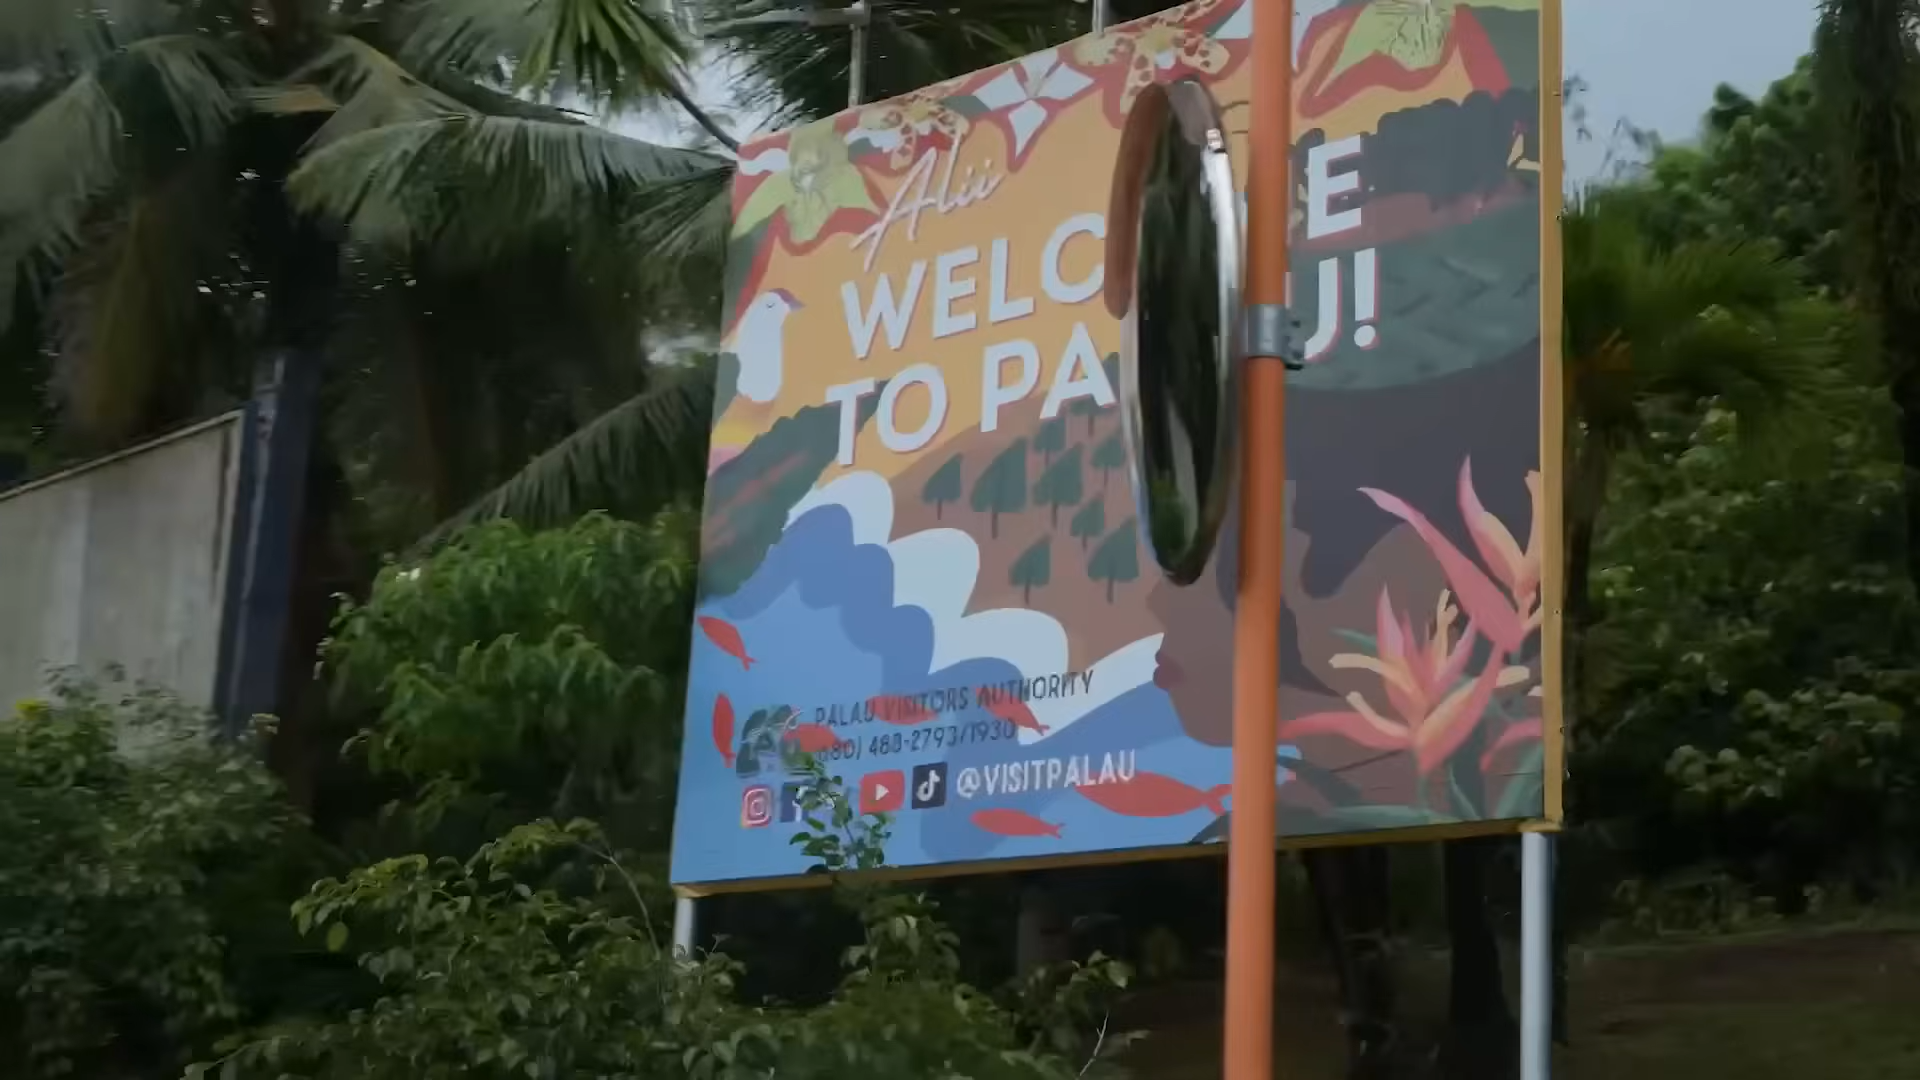 Alii
WELC E
TO PA U!
PALAU VISITORS AUTHORITY
680) 488-2793/1930
@VISITPALAU